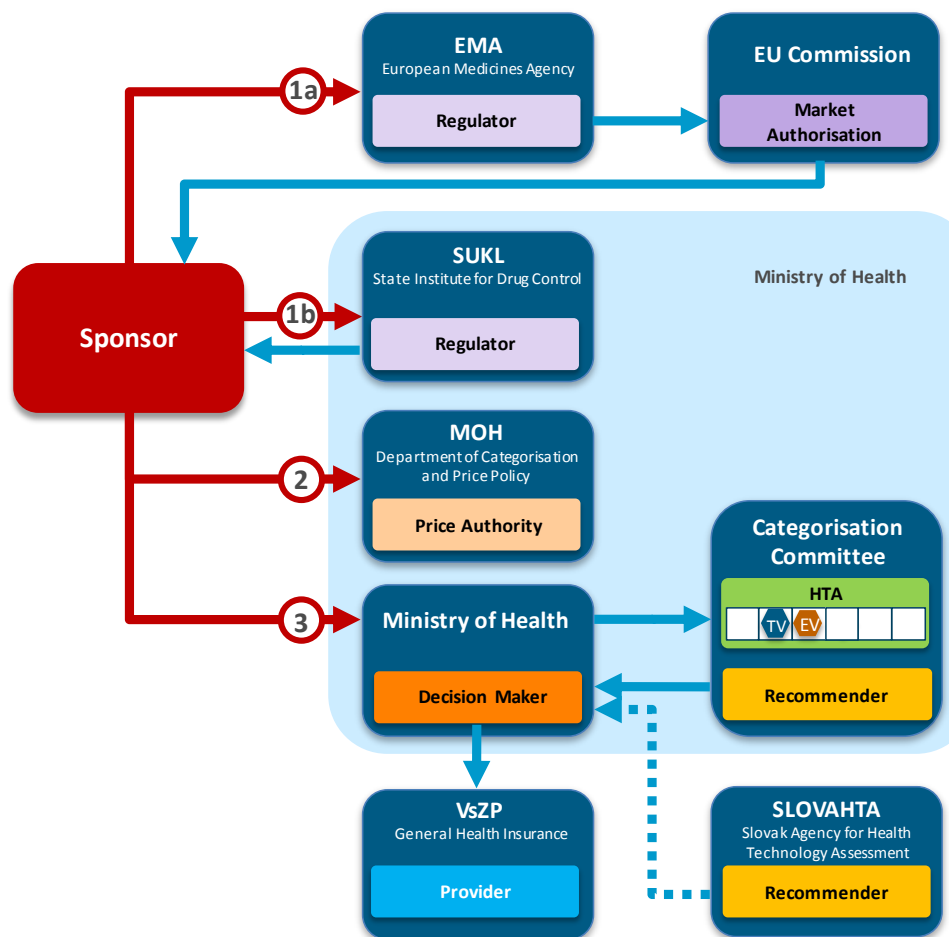 EMA
European Medicines Agency
Regulator
EU Commission
Market
Authorisation
1a
Ministry of Health
SUKL
State Institute for Drug Control
Regulator
1b
Sponsor
MOH
Department of Categorisation
and Price Policy
Price Authority
2
Categorisation
Committee
HTA
TV
EV
Recommender
3
Ministry of Health
Decision Maker
VsZP
General Health Insurance
Provider
SLOVAHTA
Slovak Agency for Health
Technology Assessment
Recommender